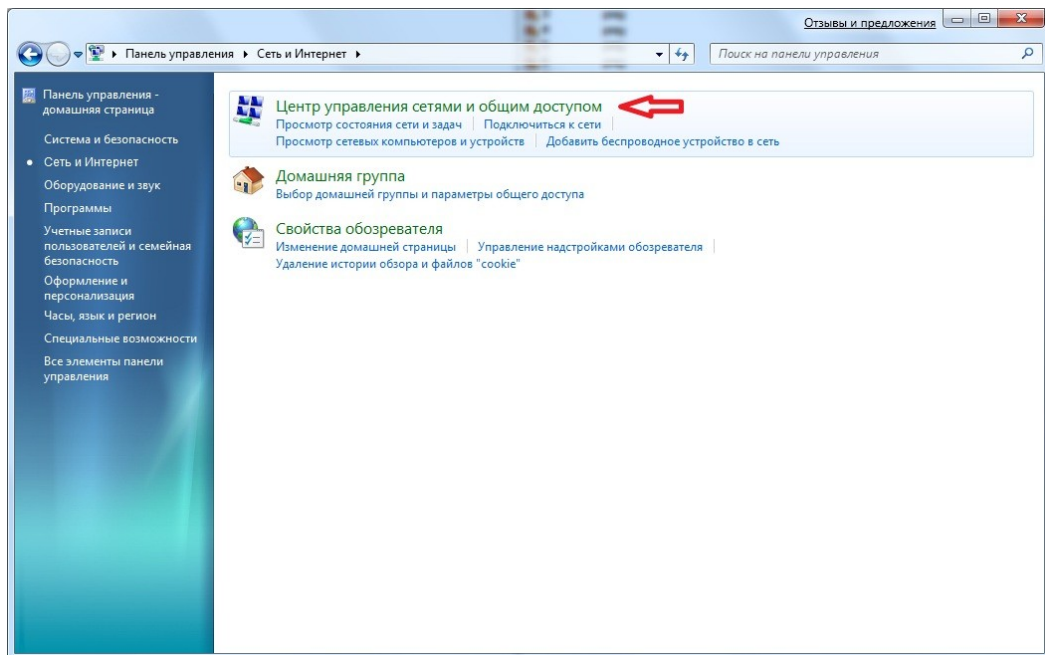 Отзывы и предложения
Панель управления Сеть и Интернет
Поиск на панели управления
Панель управления -
домашняя страница
Система и безопасность
Сеть и Интернет
Оборудование и звук
Программы
Учетные записи
пользователей и семейная
безопасность
Оформление и
персонализация
Часы, язык и регион
Специальные возможности
Все элементы панели
управления
Центр управления сетями и общим доступом
Просмотр состояния сети и задач Подключиться к сети
Просмотр сетевых компьютеров и устройств Добавить беспроводное устройство в сеть
Домашняя группа
Выбор домашней группы и параметры общего доступа
Свойства обозревателя
Изменение домашней страницы Управление надстройками обозревателя
Удаление истории обзора и файлов "cookie"